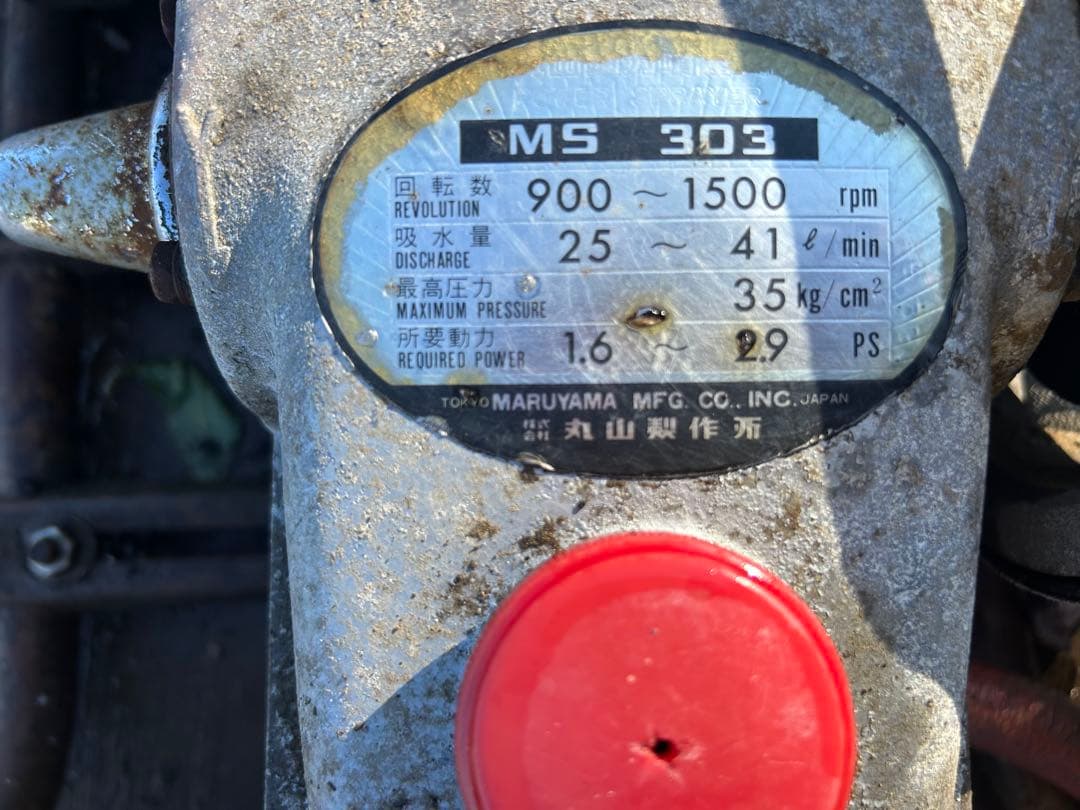 SPRAYER
MS 303
回転数 900 ~ 1500 rpm
REVOLUTION
吸水量 25 ~ 41 ℓ/min
DISCHARGE
最高圧力 35 kg/cm²
MAXIMUM PRESSURE
所要動力 1.6 ~ 2.9 PS
REQUIRED POWER
TOKYO MARUYAMA MFG. CO., INC. JAPAN
株式会社 丸山製作所